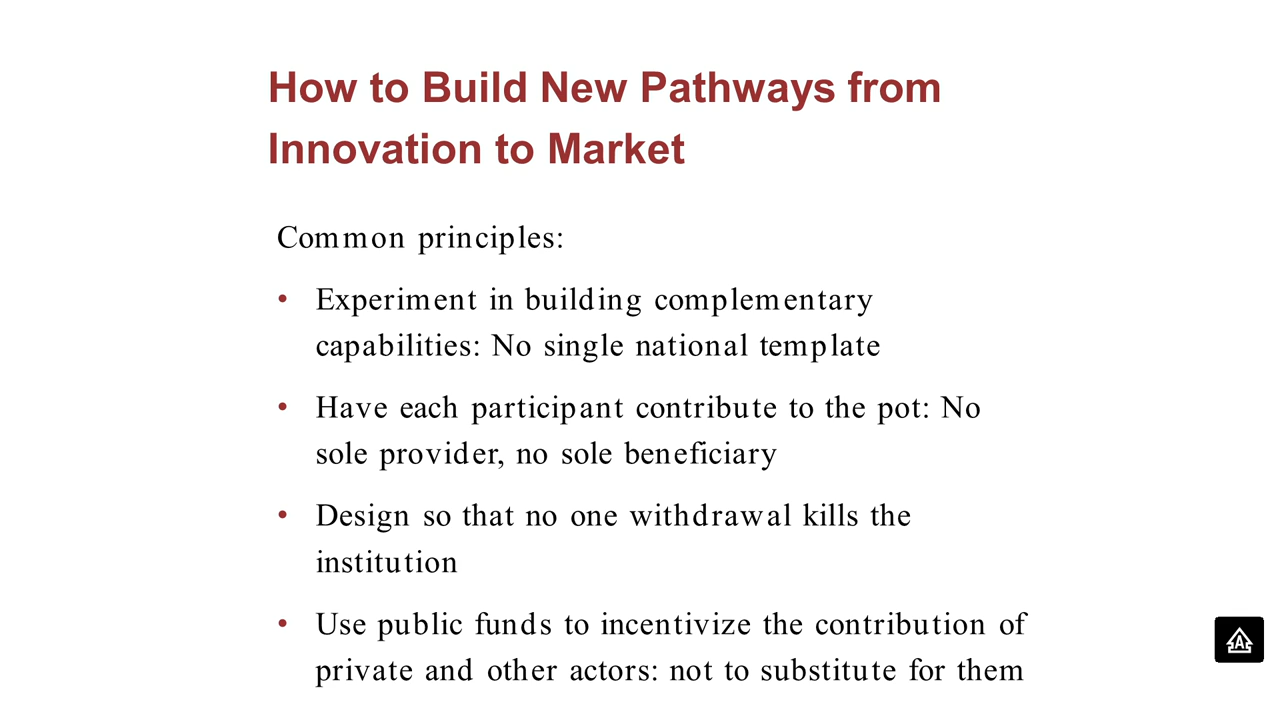 How to Build New Pathways from
Innovation to Market
Common principles:
• Experiment in building complementary
capabilities: No single national template
• Have each participant contribute to the pot: No
sole provider, no sole beneficiary
• Design so that no one withdrawal kills the
institution
• Use public funds to incentivize the contribution of
private and other actors: not to substitute for them
A